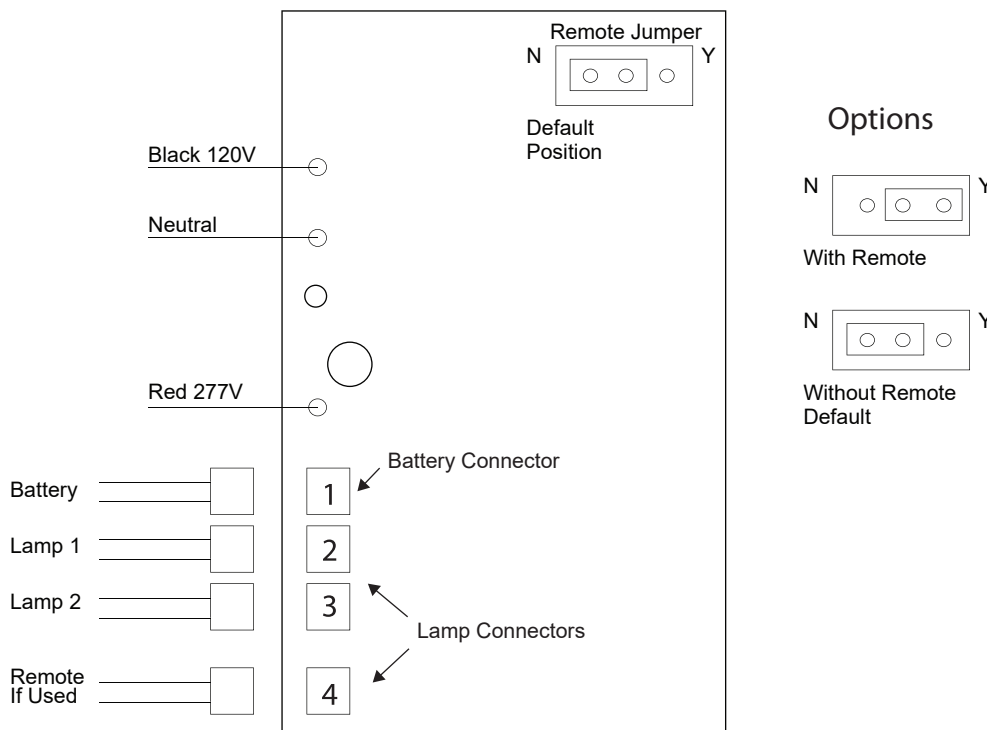 Remote Jumper
N Y
Default
Position
Options
Black 120V
N Y
Neutral
With Remote
N Y
Red 277V
Without Remote
Default
Battery Connector
Battery
1
Lamp 1
2
Lamp 2
3
Lamp Connectors
Remote
If Used
4